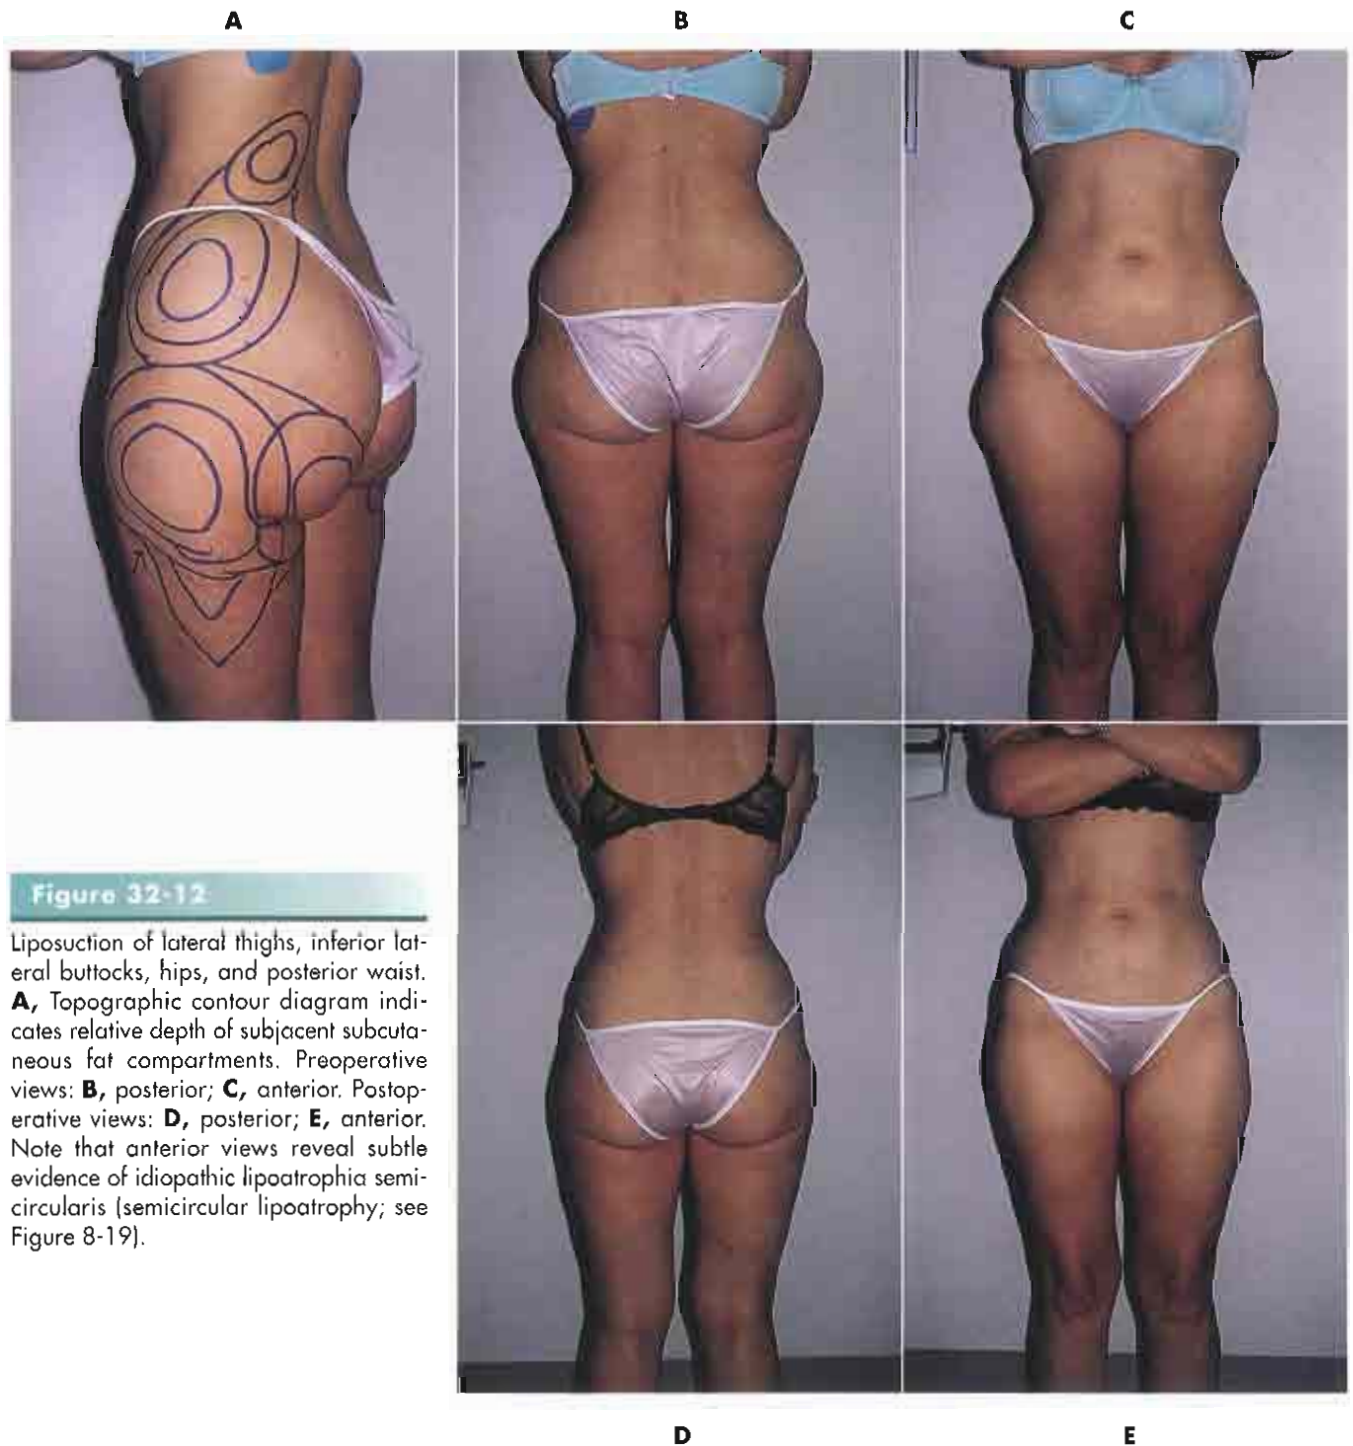 A
B
C
Figure 32-12
Liposuction of lateral thighs, inferior lat-
eral buttocks, hips, and posterior waist.
A, Topographic contour diagram indi-
cates relative depth of subjacent subcuta-
neous fat compartments. Preoperative
views: B, posterior; C, anterior. Postop-
erative views: D, posterior; E, anterior.
Note that anterior views reveal subtle
evidence of idiopathic lipoatrophia semi-
circularis (semicircular lipoatrophy; see
Figure 8-19).
D
E